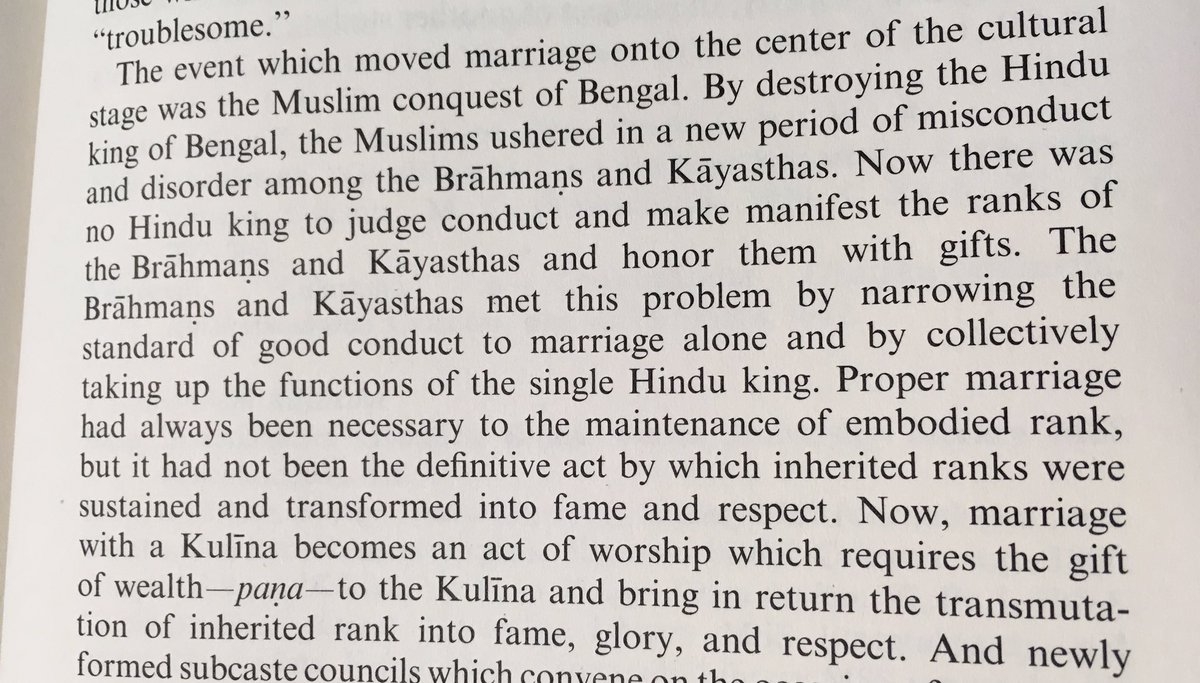 “troublesome.”
The event which moved marriage onto the center of the cultural
stage was the Muslim conquest of Bengal. By destroying the Hindu
king of Bengal, the Muslims ushered in a new period of misconduct
and disorder among the Brāhmaṇs and Kāyasthas. Now there was
no Hindu king to judge conduct and make manifest the ranks of
the Brāhmaṇs and Kāyasthas and honor them with gifts. The
Brāhmaṇs and Kāyasthas met this problem by narrowing the
standard of good conduct to marriage alone and by collectively
taking up the functions of the single Hindu king. Proper marriage
had always been necessary to the maintenance of embodied rank,
but it had not been the definitive act by which inherited ranks were
sustained and transformed into fame and respect. Now, marriage
with a Kulīna becomes an act of worship which requires the gift
of wealth—paṇa—to the Kulīna and bring in return the transmuta-
tion of inherited rank into fame, glory, and respect. And newly
formed subcaste councils which convene on the